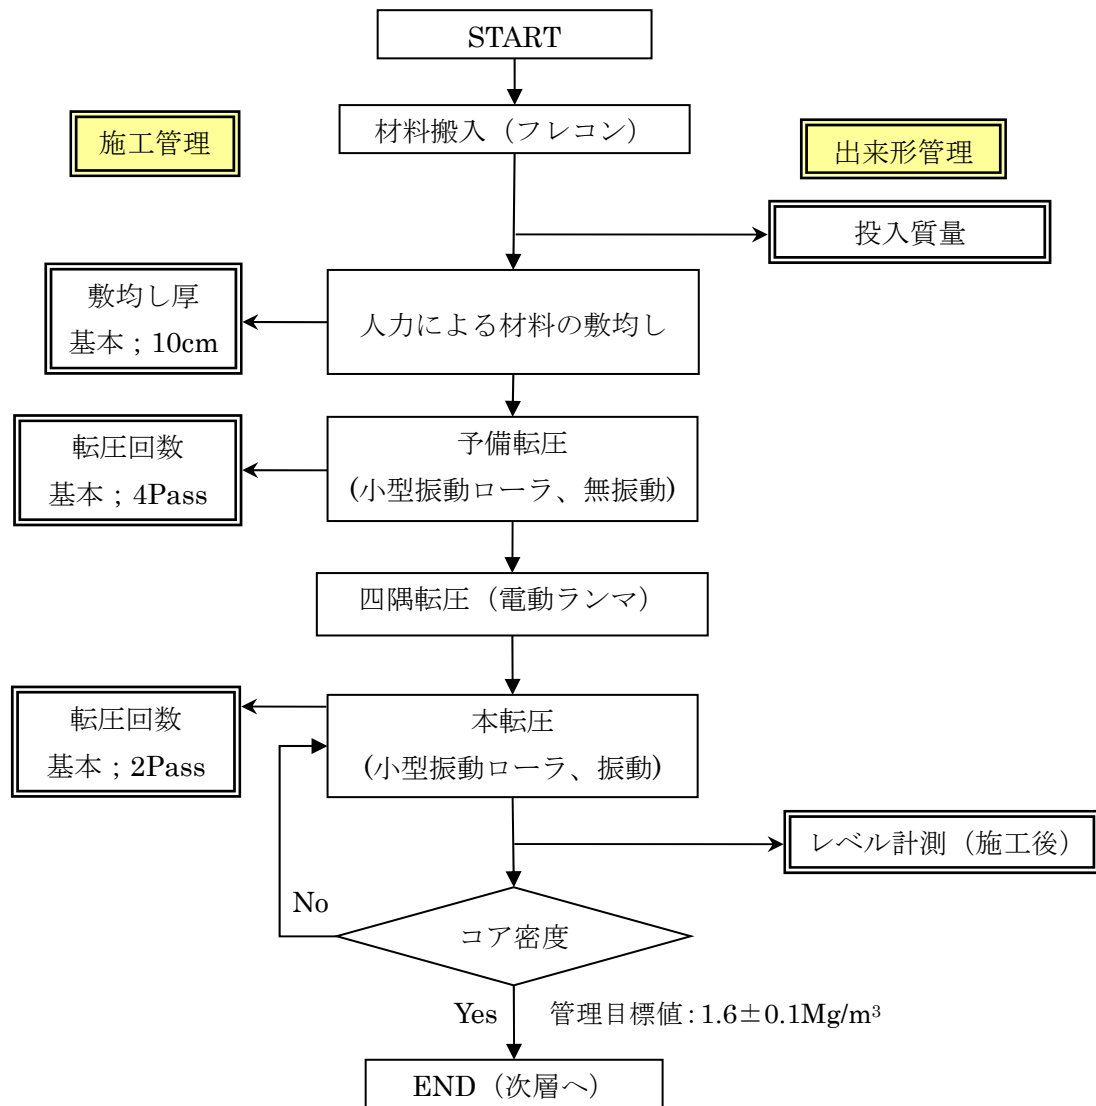 START
材料搬入（フレコン）
施工管理
出来形管理
投入質量
敷均し厚
基本；10cm
人力による材料の敷均し
転圧回数
基本；4Pass
予備転圧
(小型振動ローラ、無振動)
四隅転圧（電動ランマ）
転圧回数
基本；2Pass
本転圧
(小型振動ローラ、振動)
レベル計測（施工後）
No
コア密度
Yes
管理目標値：1.6±0.1Mg/m³
END（次層へ）